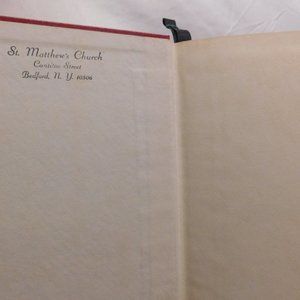 St. Matthew's Church
Cantitoe Street
Bedford, N. Y. 10506